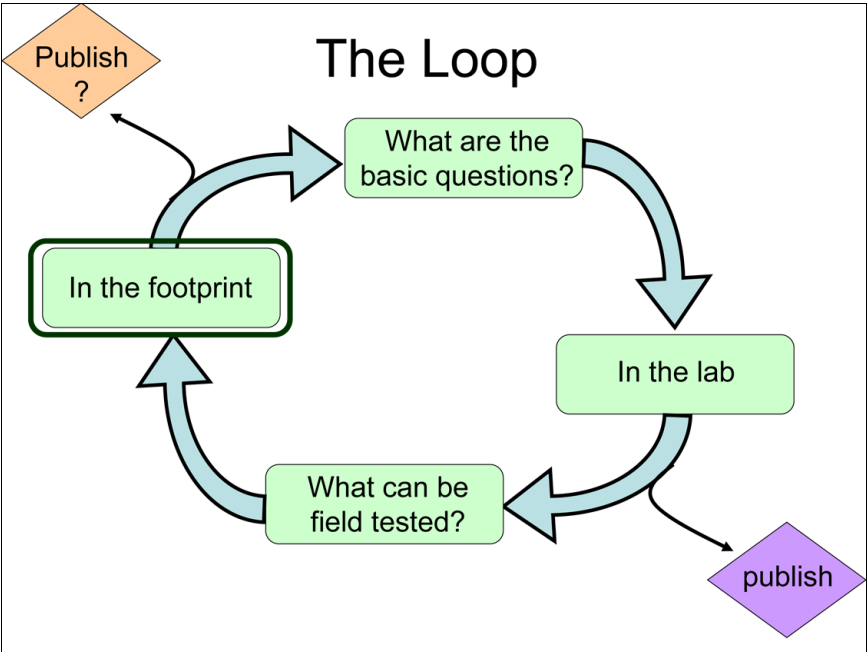 The Loop
Publish
?
What are the
basic questions?
In the footprint
In the lab
What can be
field tested?
publish